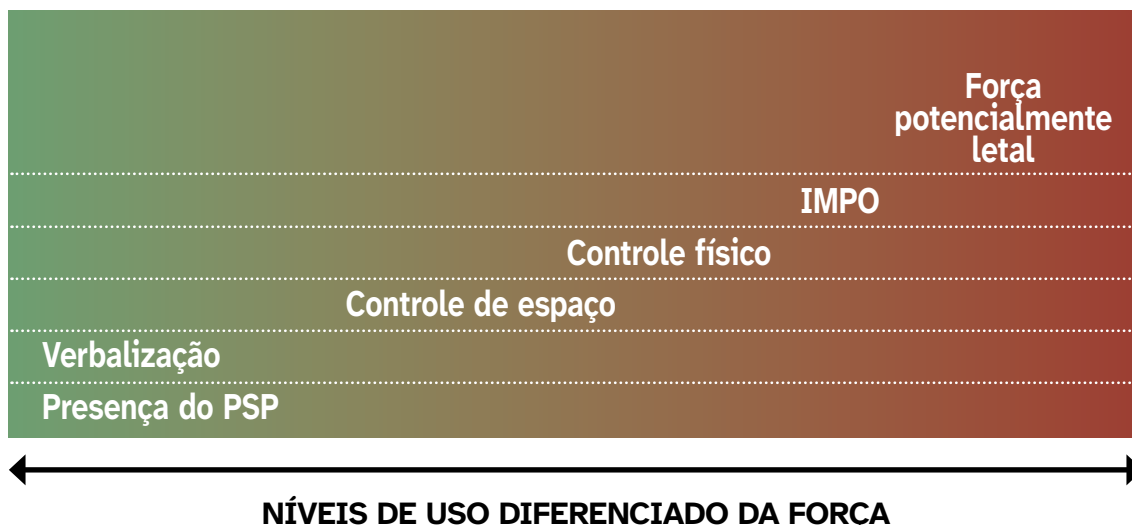 Força
potencialmente
letal
IMPO
Controle físico
Controle de espaço
Verbalização
Presença do PSP
NÍVEIS DE USO DIFERENCIADO DA FORÇA